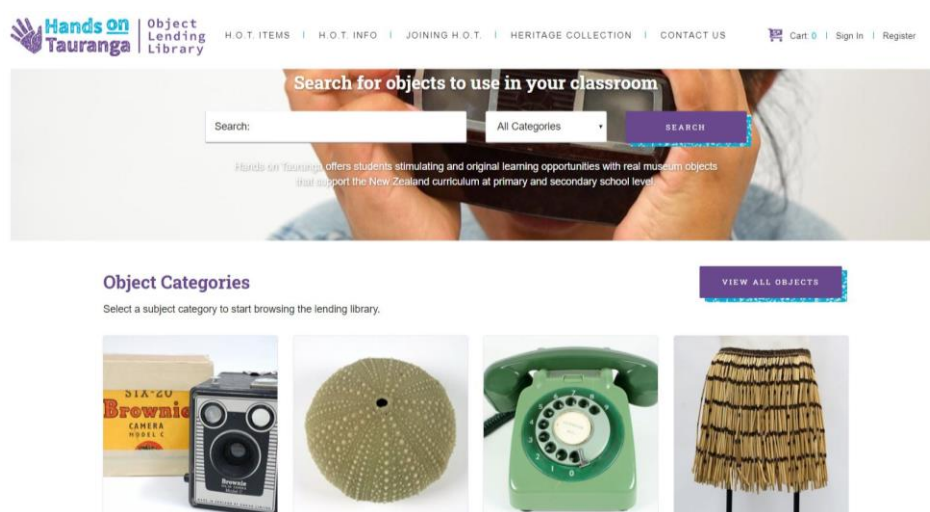 Hands on
Tauranga
Object
Lending
Library
H.O.T. ITEMS | H.O.T. INFO | JOINING H.O.T. | HERITAGE COLLECTION | CONTACT US
Cart: 0 | Sign In | Register
Search for objects to use in your classroom
Search:
All Categories
SEARCH
Hands on Tauranga offers students stimulating and original learning opportunities with real museum objects
that support the New Zealand curriculum at primary and secondary school level.
Object Categories
VIEW ALL OBJECTS
Select a subject category to start browsing the lending library.
SIX-20
Brownie
CAMERA
MODEL C
Brownie